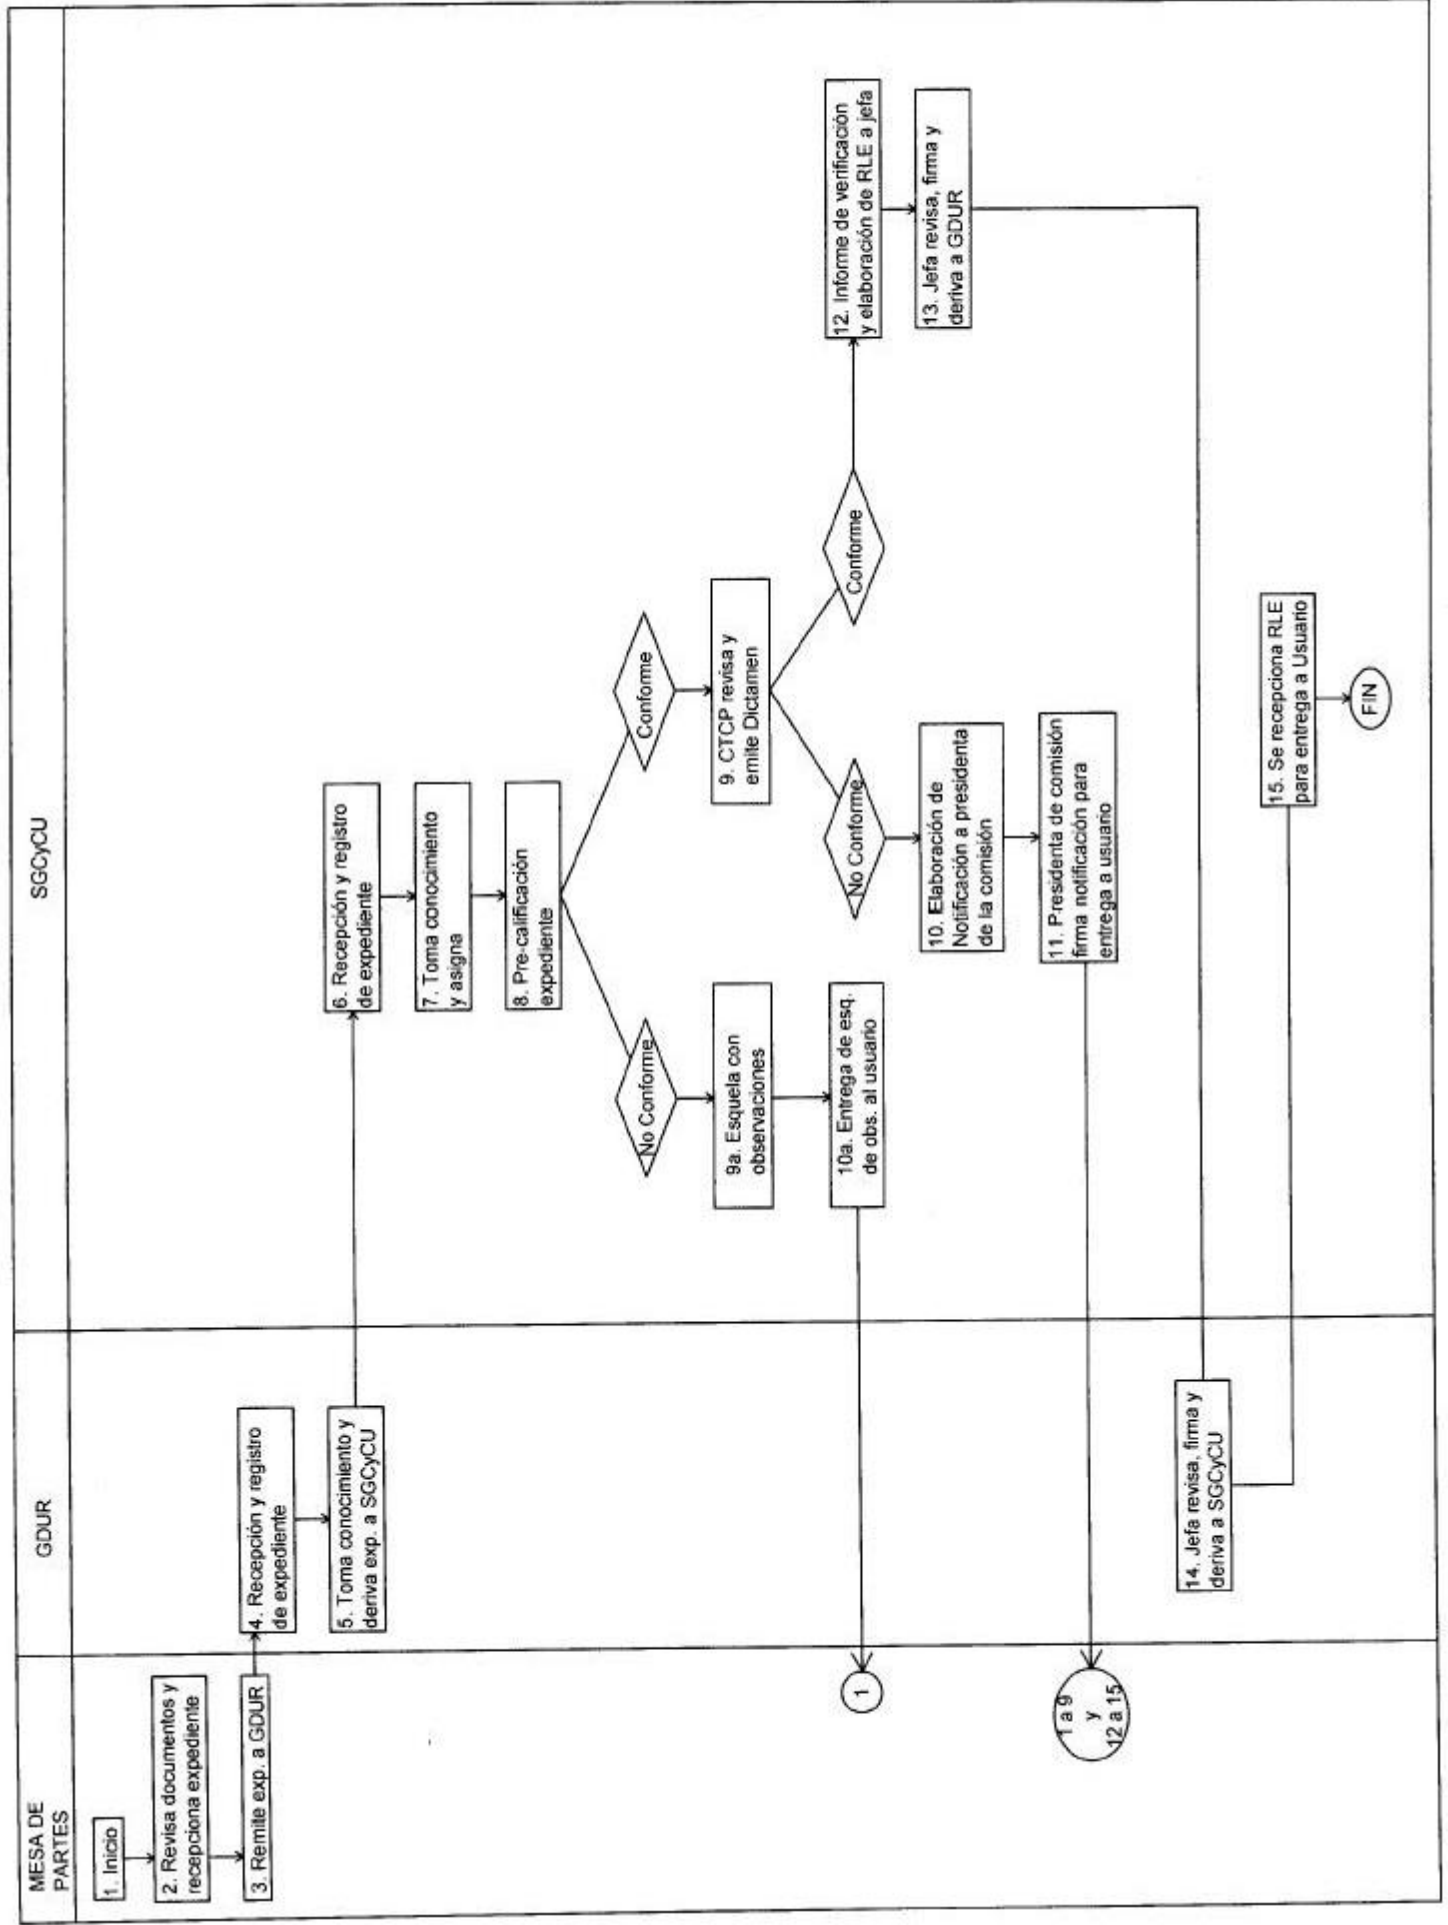 MESA DE
PARTES
GDUR
SGCyCU
1. Inicio
2. Revisa documentos y
recepciona expediente
3. Remite exp. a GDUR
4. Recepción y registro
de expediente
5. Toma conocimiento y
deriva exp. a SGCyCU
6. Recepción y registro
de expediente
7. Toma conocimiento
y asigna
8. Pre-calificación
expediente
No Conforme
Conforme
9a. Esquela con
observaciones
9. CTCP revisa y
emite Dictamen
10a. Entrega de esq.
de obs. al usuario
No Conforme
Conforme
1
10. Elaboración de
Notificación a presidenta
de la comisión
12. Informe de verificación
y elaboración de RLE a jefa
11. Presidenta de comisión
firma notificación para
entrega a usuario
13. Jefa revisa, firma y
deriva a GDUR
1 a 9
y
12 a 15
14. Jefa revisa, firma y
deriva a SGCyCU
15. Se recepciona RLE
para entrega a Usuario
FIN